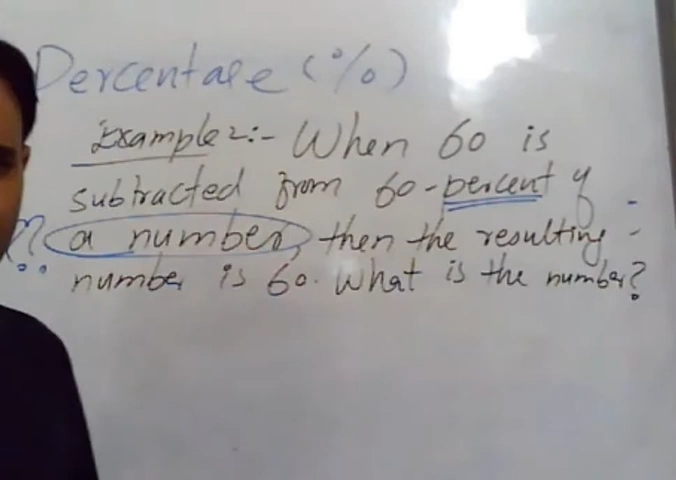 Percentage (%)
Example 2:- When 60 is
subtracted from 60-percent of
?? a number, then the resulting
number is 60. What is the number?